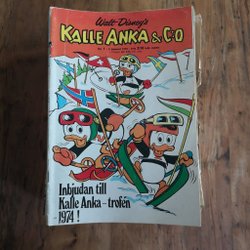 Walt Disney's
KALLE ANKA & C:O
Inbjudan till
Kalle Anka-trofén
1974!